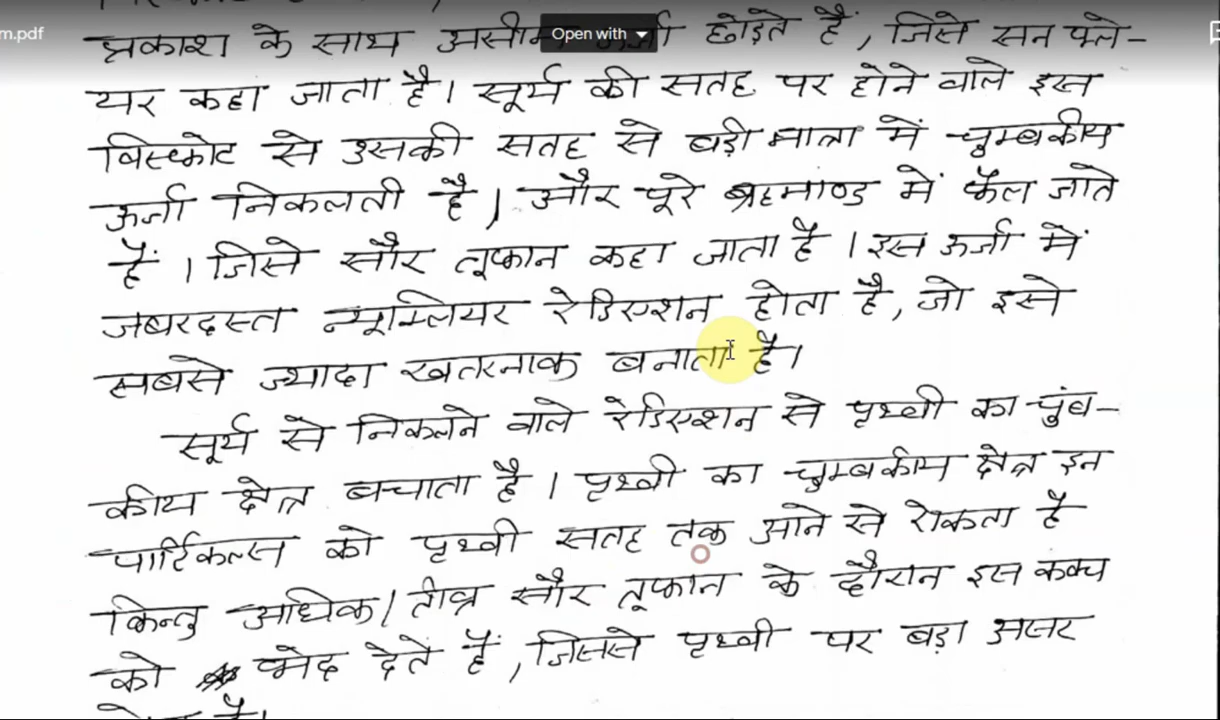 m.pdf
Open with
प्रकाश के साथ असीम ऊर्जा छोड़ते हैं, जिसे सन फ्ले-
यर कहा जाता है। सूर्य की सतह पर होने वाले इस
विस्फोट से उसकी सतह से बड़ी मात्रा में चुम्बकीय
ऊर्जा निकलती है, और पूरे ब्रहमाण्ड में फैल जाते
हैं। जिसे सौर तूफान कहा जाता है। इस ऊर्जा में
जबरदस्त न्यूक्लियर रेडिएशन होता है, जो इसे
सबसे ज्यादा खतरनाक बनाता है।
सूर्य से निकलने वाले रेडिएशन से पृथ्वी का चुंब-
कीय क्षेत्र बचाता है। पृथ्वी का चुम्बकीय क्षेत्र इन
पार्टिकल्स को पृथ्वी सतह तक आने से रोकता है
किन्तु अधिक/तीव्र सौर तूफान के दौरान इस कवच
को भेद देते हैं, जिससे पृथ्वी पर बड़ा असर